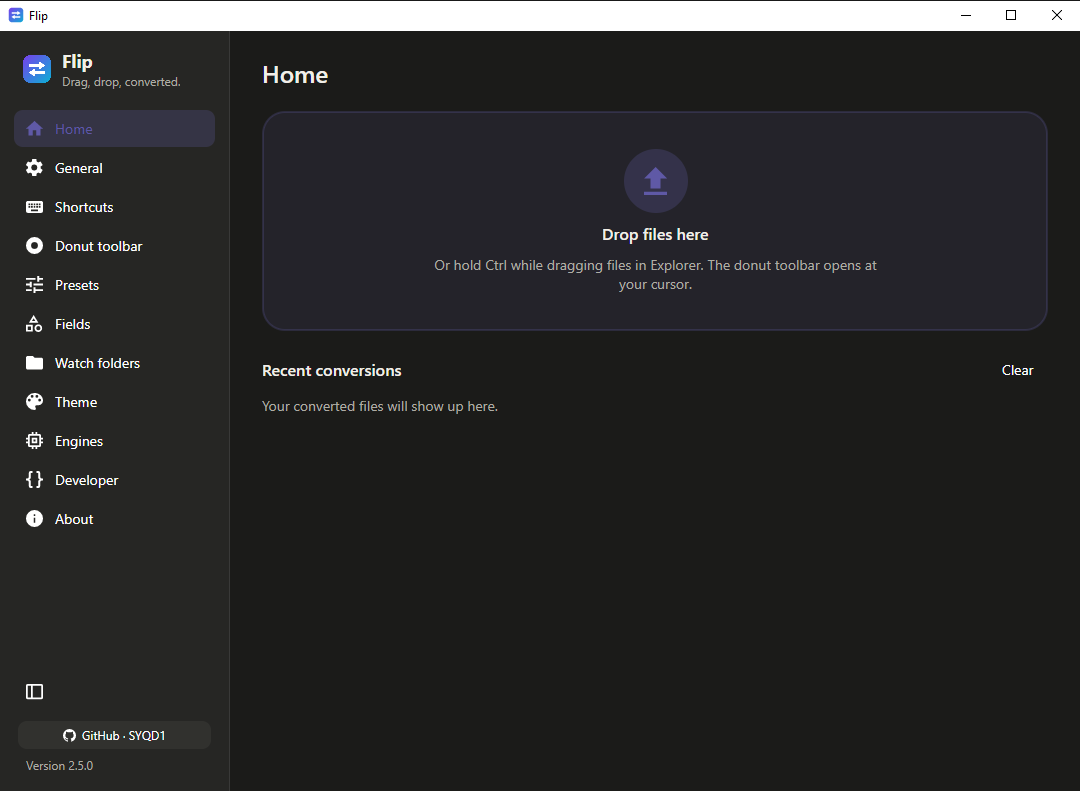 Flip
Flip
Drag, drop, converted.
Home
General
Shortcuts
Donut toolbar
Presets
Fields
Watch folders
Theme
Engines
Developer
About
GitHub · SYQD1
Version 2.5.0
Home
Drop files here
Or hold Ctrl while dragging files in Explorer. The donut toolbar opens at
your cursor.
Recent conversions
Clear
Your converted files will show up here.